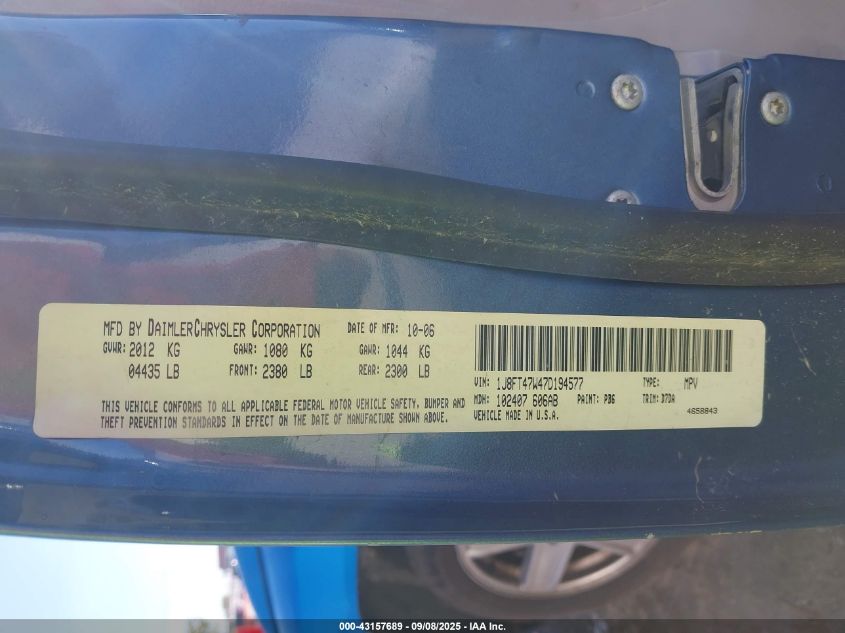 MFD BY DAIMLERCHRYSLER CORPORATION DATE OF MFR: 10-06
GVWR: 2012 KG GAWR: 1080 KG GAWR: 1044 KG
04435 LB FRONT: 2380 LB REAR: 2300 LB
THIS VEHICLE CONFORMS TO ALL APPLICABLE FEDERAL MOTOR VEHICLE SAFETY, BUMPER AND
THEFT PREVENTION STANDARDS IN EFFECT ON THE DATE OF MANUFACTURE SHOWN ABOVE.
VIN: 1J8FT47W47D194577 TYPE: MPV
MDH: 102407 606AB PAINT: PB6 TRIM: D7DA
VEHICLE MADE IN U.S.A. 4658843
000-43157689 - 09/08/2025 - IAA Inc.